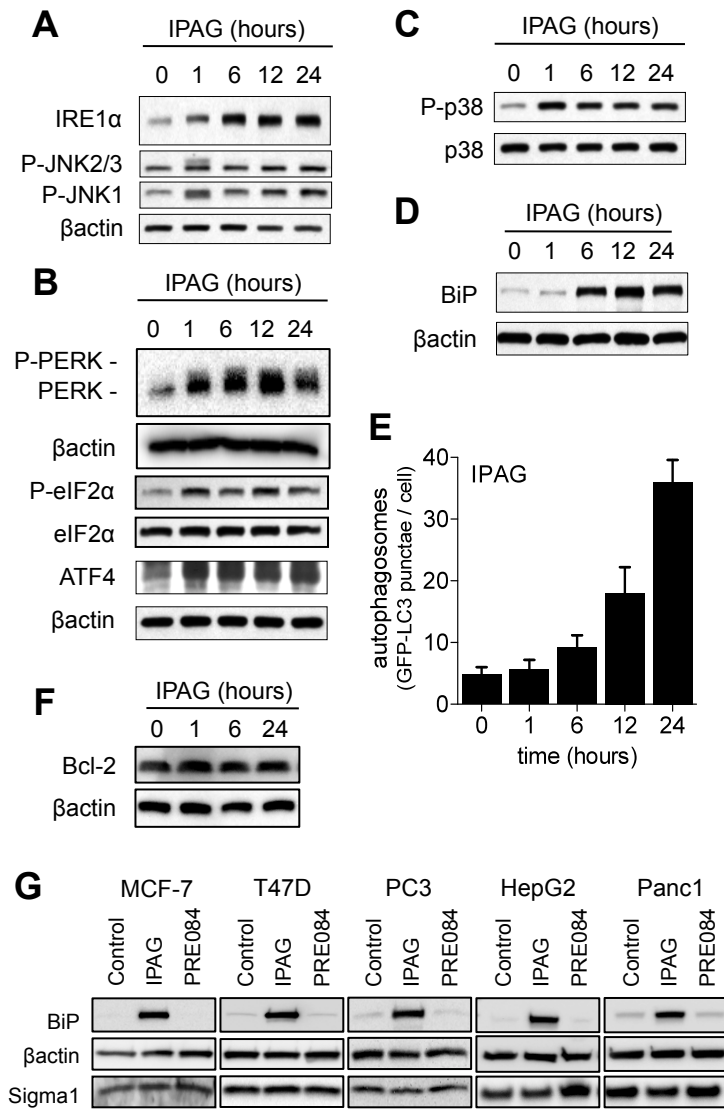 A
IPAG (hours)
0 1 6 12 24
IRE1α
P-JNK2/3
P-JNK1
βactin
B
IPAG (hours)
0 1 6 12 24
P-PERK -
PERK -
βactin
P-eIF2α
eIF2α
ATF4
βactin
F
IPAG (hours)
0 1 6 24
Bcl-2
βactin
C
IPAG (hours)
0 1 6 12 24
P-p38
p38
D
IPAG (hours)
0 1 6 12 24
BiP
βactin
E
IPAG
autophagosomes
(GFP-LC3 punctae / cell)
40
30
20
10
0
0 1 6 12 24
time (hours)
G
MCF-7 T47D PC3 HepG2 Panc1
Control IPAG PRE084 Control IPAG PRE084 Control IPAG PRE084 Control IPAG PRE084 Control IPAG PRE084
BiP
βactin
Sigma1